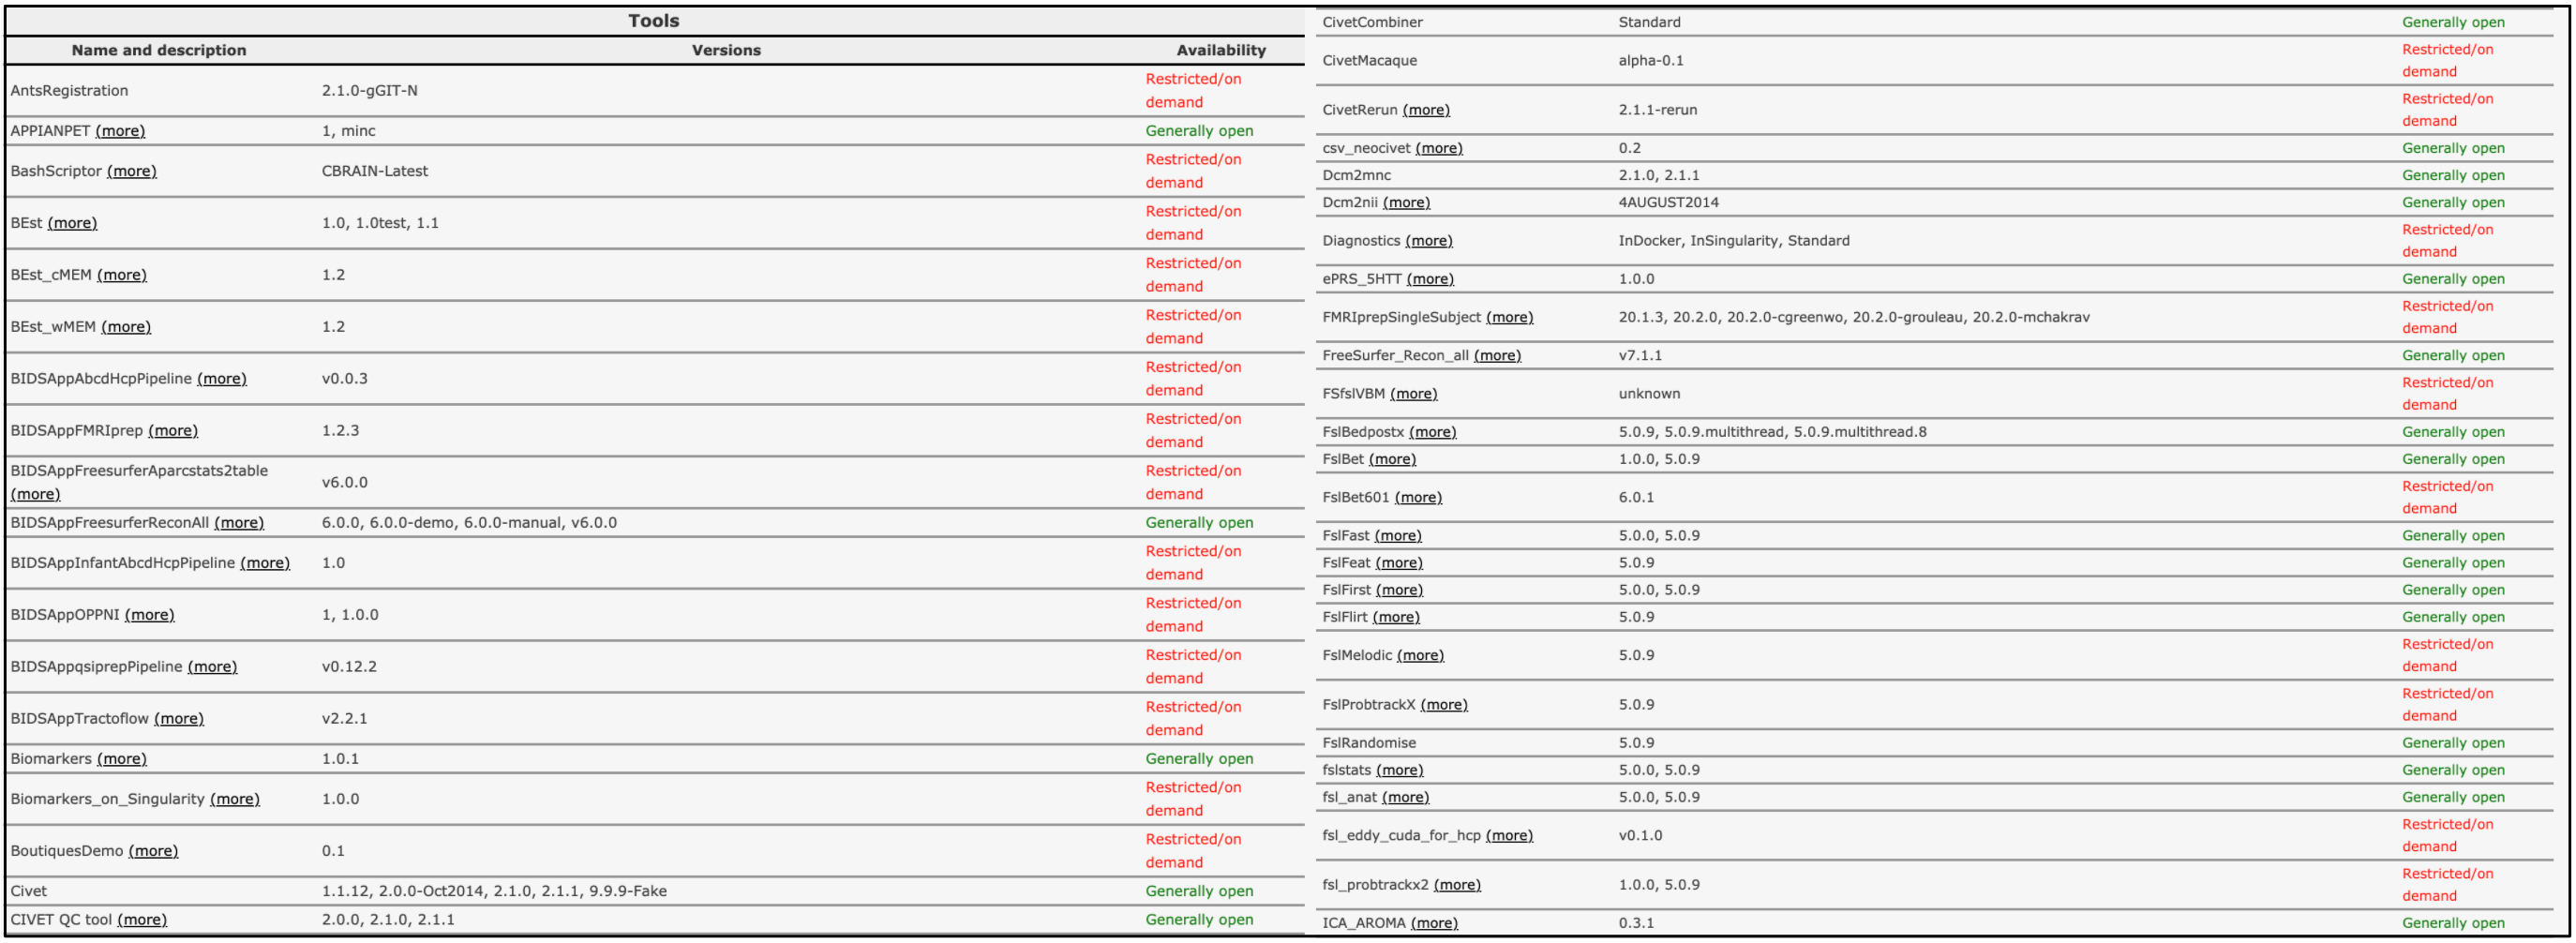 Tools
Name and description Versions Availability
AntsRegistration 2.1.0-gGIT-N Restricted/on demand
APPIANPET (more) 1, minc Generally open
BashScriptor (more) CBRAIN-Latest Restricted/on demand
BEst (more) 1.0, 1.0test, 1.1 Restricted/on demand
BEst_cMEM (more) 1.2 Restricted/on demand
BEst_wMEM (more) 1.2 Restricted/on demand
BIDSAppAbcdHcpPipeline (more) v0.0.3 Restricted/on demand
BIDSAppFMRIprep (more) 1.2.3 Restricted/on demand
BIDSAppFreesurferAparcstats2table (more) v6.0.0 Restricted/on demand
BIDSAppFreesurferReconAll (more) 6.0.0, 6.0.0-demo, 6.0.0-manual, v6.0.0 Generally open
BIDSAppInfantAbcdHcpPipeline (more) 1.0 Restricted/on demand
BIDSAppOPPNI (more) 1, 1.0.0 Restricted/on demand
BIDSAppqsiprepPipeline (more) v0.12.2 Restricted/on demand
BIDSAppTractoflow (more) v2.2.1 Restricted/on demand
Biomarkers (more) 1.0.1 Generally open
Biomarkers_on_Singularity (more) 1.0.0 Restricted/on demand
BoutiquesDemo (more) 0.1 Restricted/on demand
Civet 1.1.12, 2.0.0-Oct2014, 2.1.0, 2.1.1, 9.9.9-Fake Generally open
CIVET QC tool (more) 2.0.0, 2.1.0, 2.1.1 Generally open
CivetCombiner Standard Generally open
CivetMacaque alpha-0.1 Restricted/on demand
CivetRerun (more) 2.1.1-rerun Restricted/on demand
csv_neocivet (more) 0.2 Generally open
Dcm2mnc 2.1.0, 2.1.1 Generally open
Dcm2nii (more) 4AUGUST2014 Generally open
Diagnostics (more) InDocker, InSingularity, Standard Restricted/on demand
ePRS_5HTT (more) 1.0.0 Generally open
FMRIprepSingleSubject (more) 20.1.3, 20.2.0, 20.2.0-cgreenwo, 20.2.0-grouleau, 20.2.0-mchakrav Restricted/on demand
FreeSurfer_Recon_all (more) v7.1.1 Generally open
FSfslVBM (more) unknown Restricted/on demand
FslBedpostx (more) 5.0.9, 5.0.9.multithread, 5.0.9.multithread.8 Generally open
FslBet (more) 1.0.0, 5.0.9 Generally open
FslBet601 (more) 6.0.1 Restricted/on demand
FslFast (more) 5.0.0, 5.0.9 Generally open
FslFeat (more) 5.0.9 Generally open
FslFirst (more) 5.0.0, 5.0.9 Generally open
FslFlirt (more) 5.0.9 Generally open
FslMelodic (more) 5.0.9 Restricted/on demand
FslProbtrackX (more) 5.0.9 Restricted/on demand
FslRandomise 5.0.9 Generally open
fslstats (more) 5.0.0, 5.0.9 Generally open
fsl_anat (more) 5.0.0, 5.0.9 Generally open
fsl_eddy_cuda_for_hcp (more) v0.1.0 Restricted/on demand
fsl_probtrackx2 (more) 1.0.0, 5.0.9 Restricted/on demand
ICA_AROMA (more) 0.3.1 Generally open